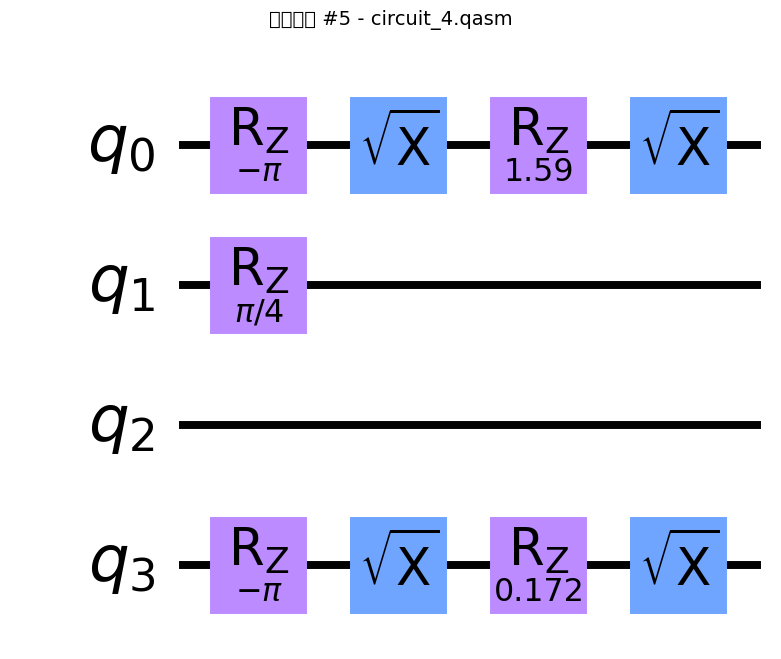 #5 - circuit_4.qasm
q0 RZ −π √X RZ 1.59 √X
q1 RZ π/4
q2
q3 RZ −π √X RZ 0.172 √X